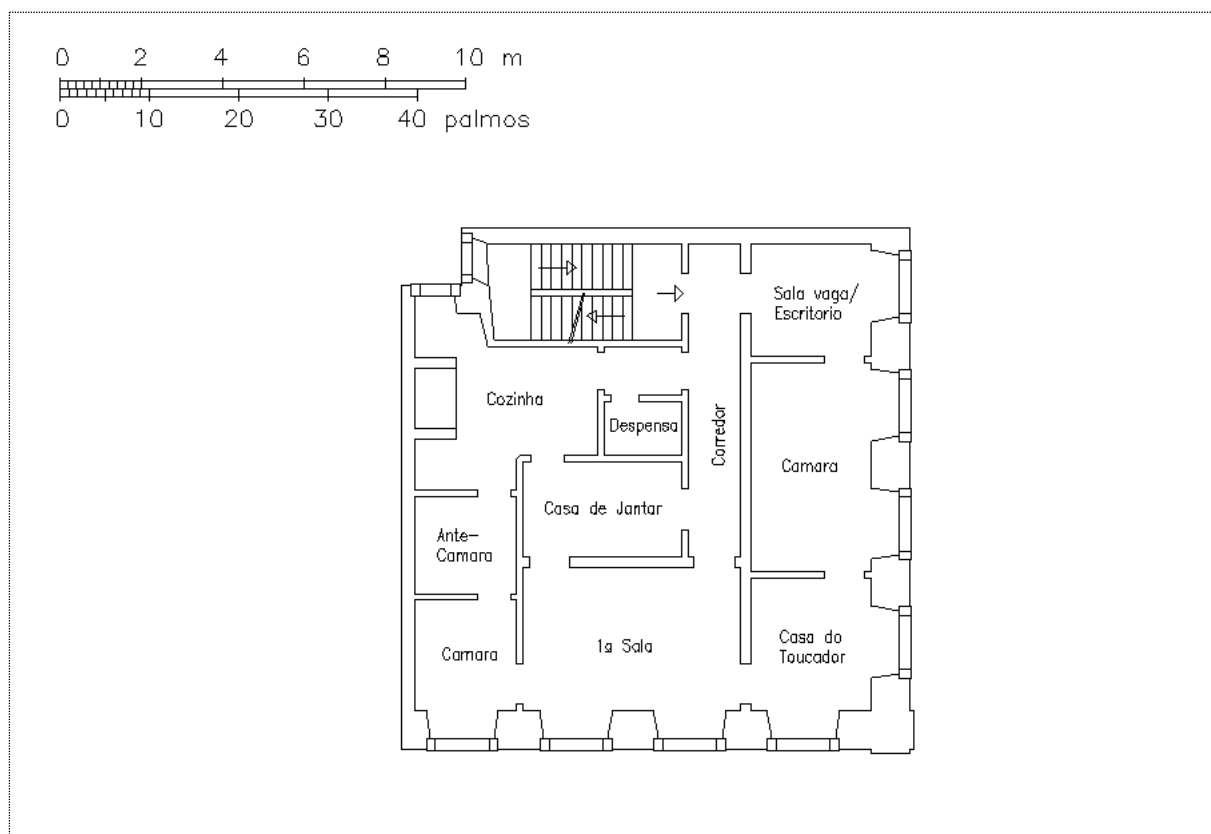 0 2 4 6 8 10 m
0 10 20 30 40 palmos
Sala vaga/
Escritorio
Cozinha
Despensa
Corredor
Camara
Casa de Jantar
Ante-
Camara
Camara
1a Sala
Casa do
Toucador